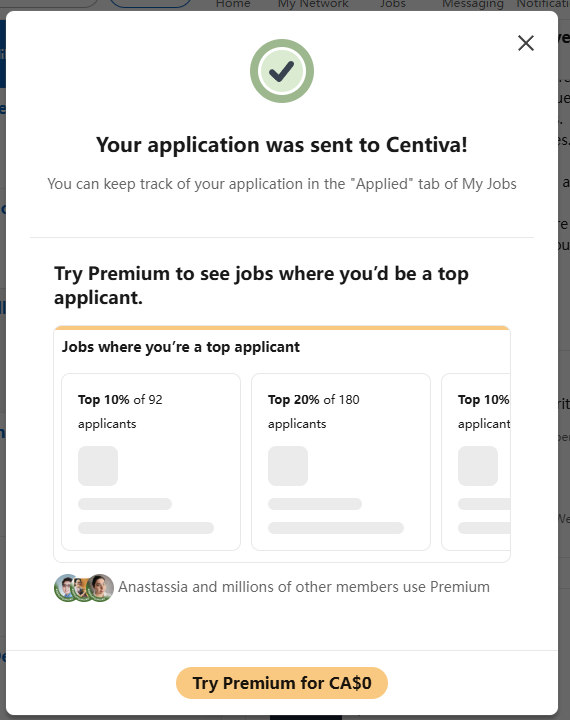 Home My Network Jobs Messaging
Your application was sent to Centiva!
You can keep track of your application in the "Applied" tab of My Jobs
Try Premium to see jobs where you’d be a top
applicant.
Jobs where you’re a top applicant
Top 10% of 92
applicants
Top 20% of 180
applicants
Top 10%
applicant
Anastassia and millions of other members use Premium
Try Premium for CA$0